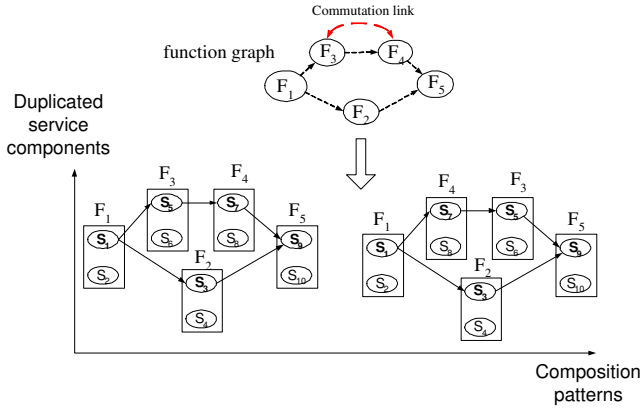 Commutation link
function graph
F3
F4
F1
F5
F2
Duplicated
service
components
F3
F4
F1
F5
F2
S5
S7
S1
S6
S8
S9
S2
S3
S10
S4
F4
F3
F1
F5
F2
S7
S5
S1
S8
S6
S9
S2
S3
S10
S4
Composition
patterns